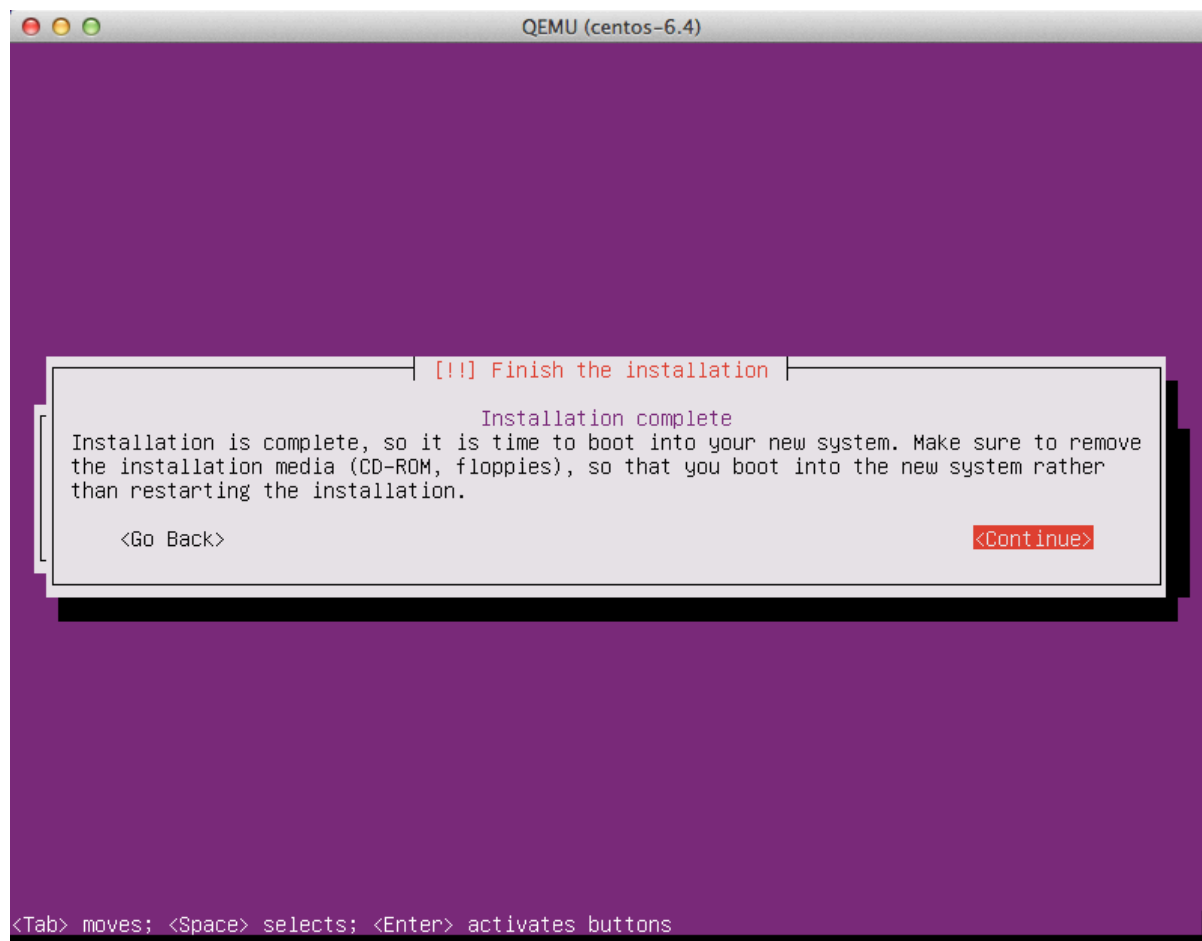 QEMU (centos-6.4)
[!!] Finish the installation
Installation complete
Installation is complete, so it is time to boot into your new system. Make sure to remove
the installation media (CD-ROM, floppies), so that you boot into the new system rather
than restarting the installation.
<Go Back> <Continue>
<Tab> moves; <Space> selects; <Enter> activates buttons